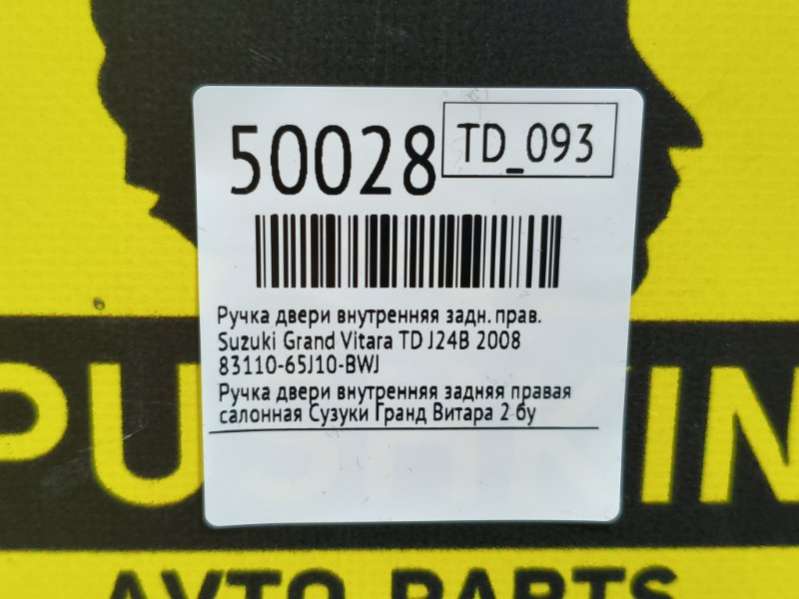 50028
TD_093
Ручка двери внутренняя задн. прав.
Suzuki Grand Vitara TD J24B 2008
83110-65J10-BWJ
Ручка двери внутренняя задняя правая
салонная Сузуки Гранд Витара 2 бу
AVTO PARTS